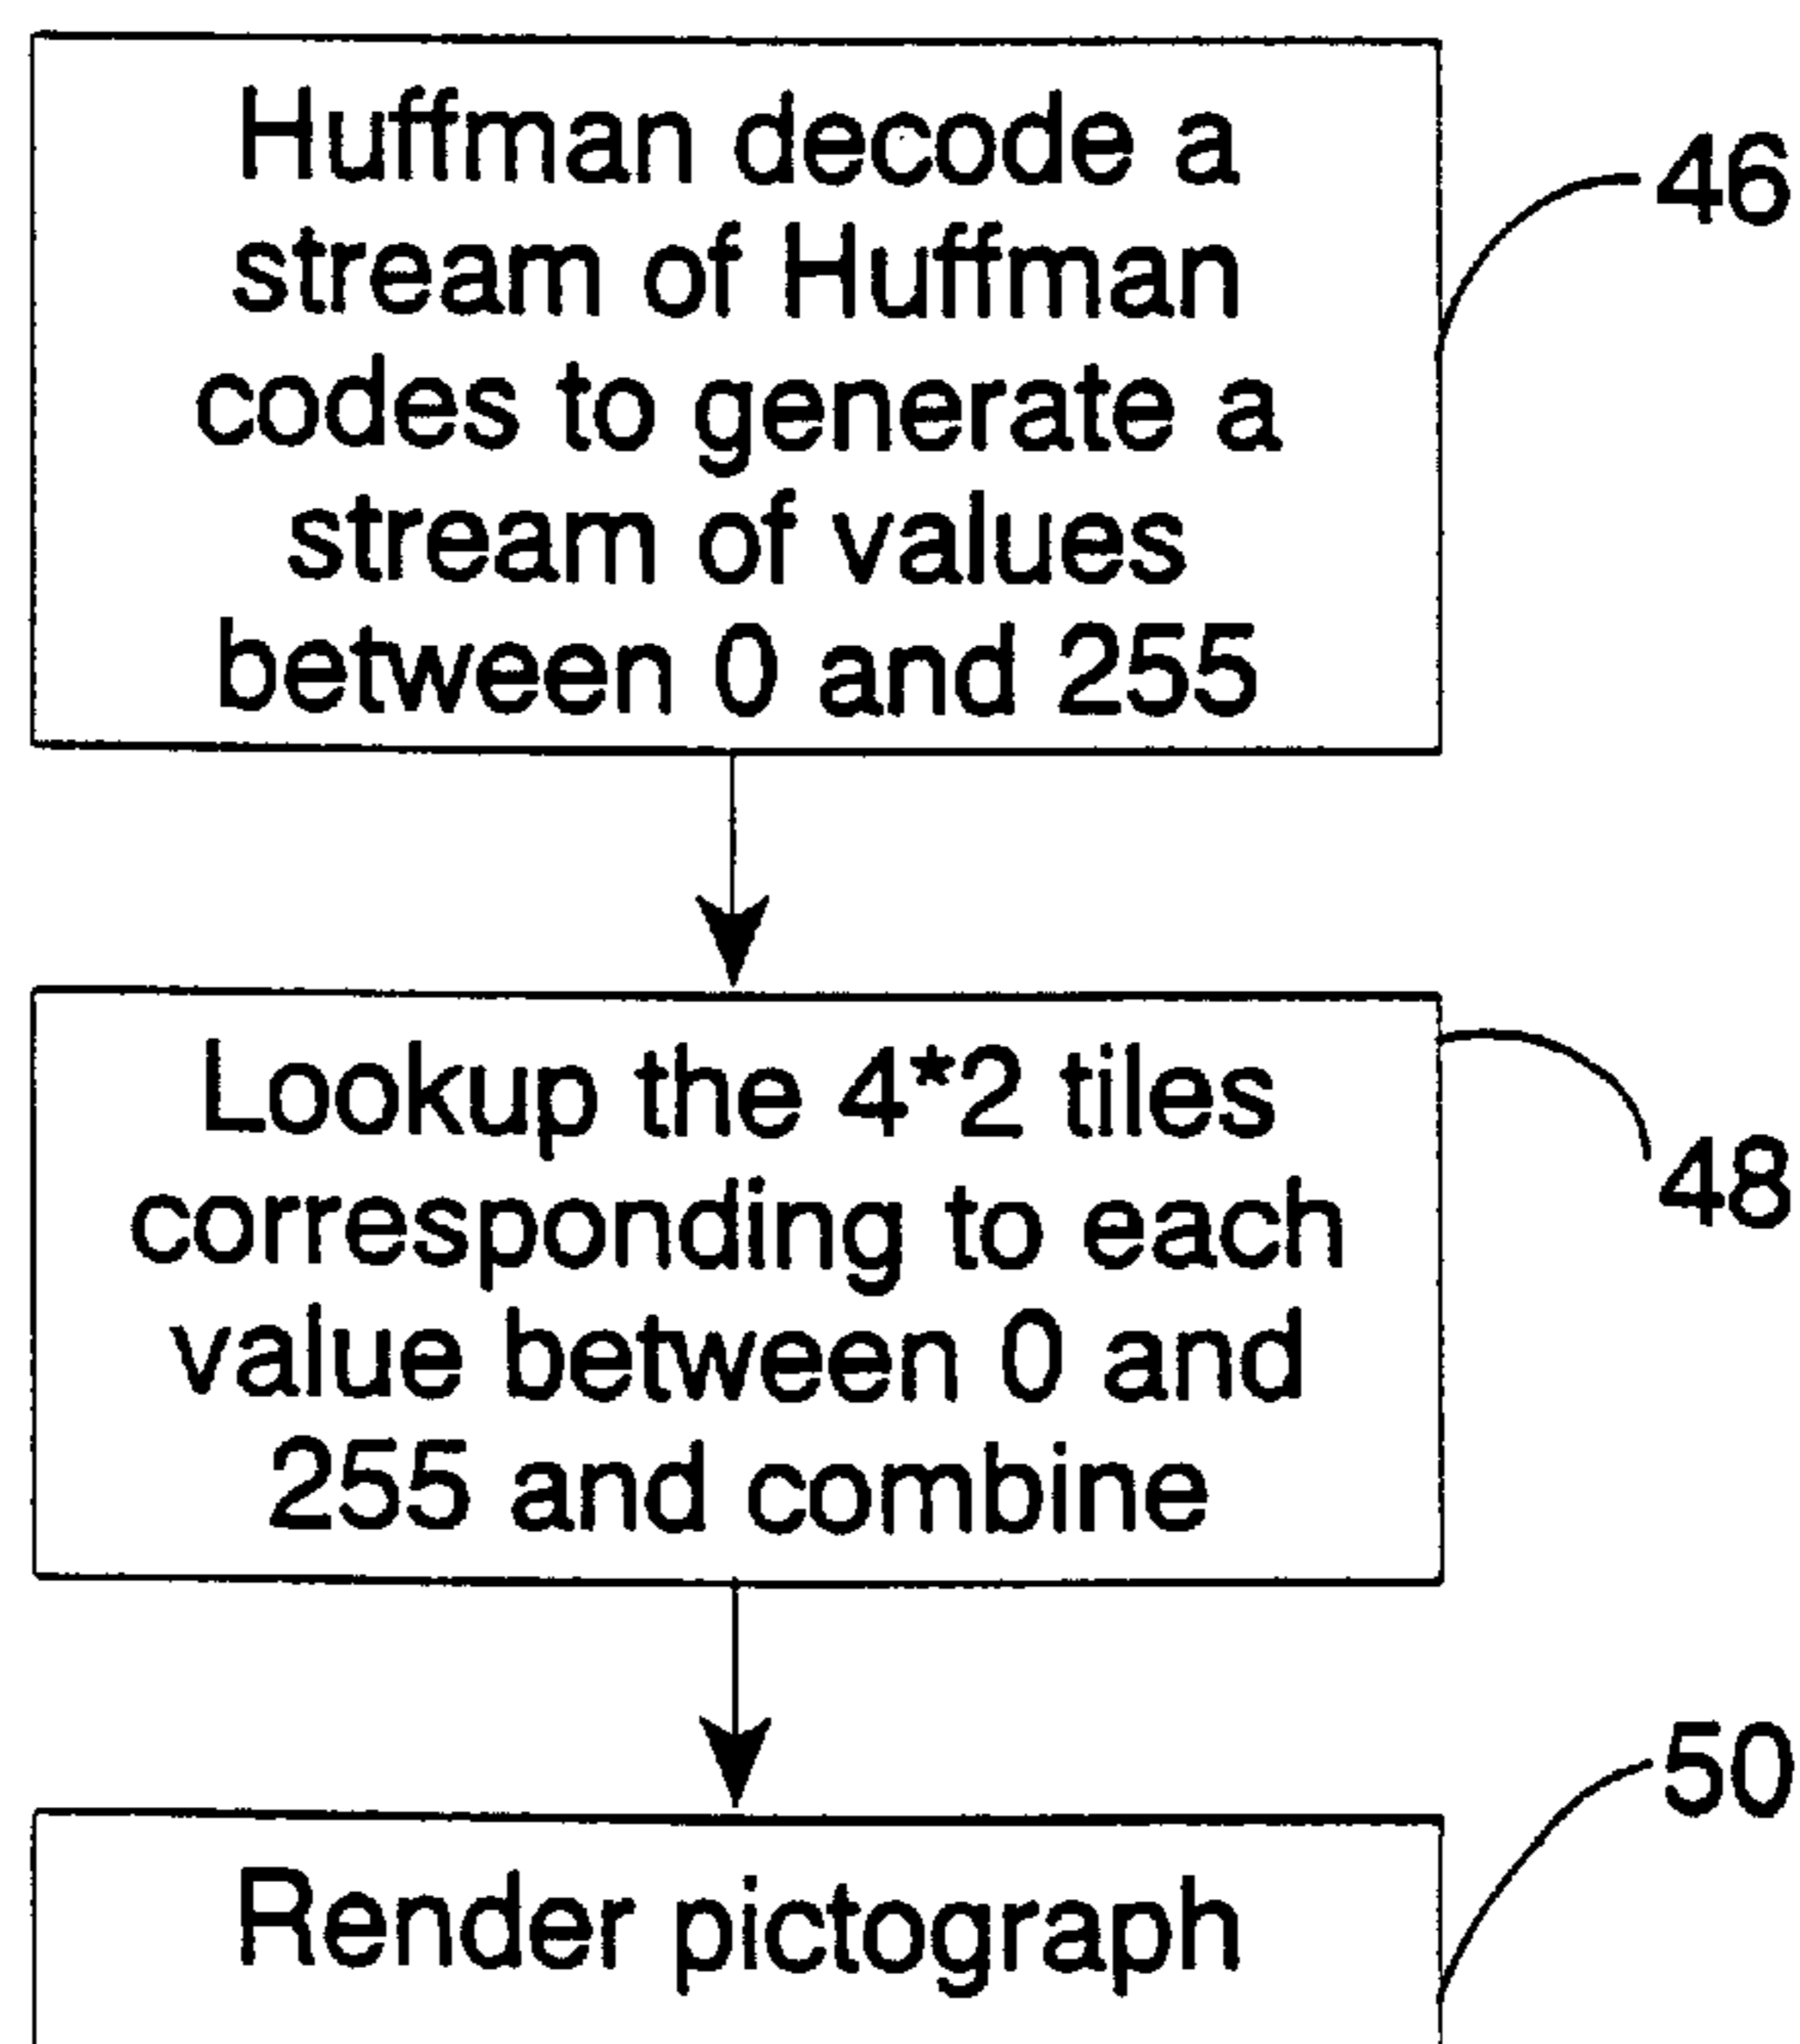 Huffman decode a
stream of Huffman
codes to generate a
stream of values
between 0 and 255
46
Lookup the 4*2 tiles
corresponding to each
value between 0 and
255 and combine
48
Render pictograph
50